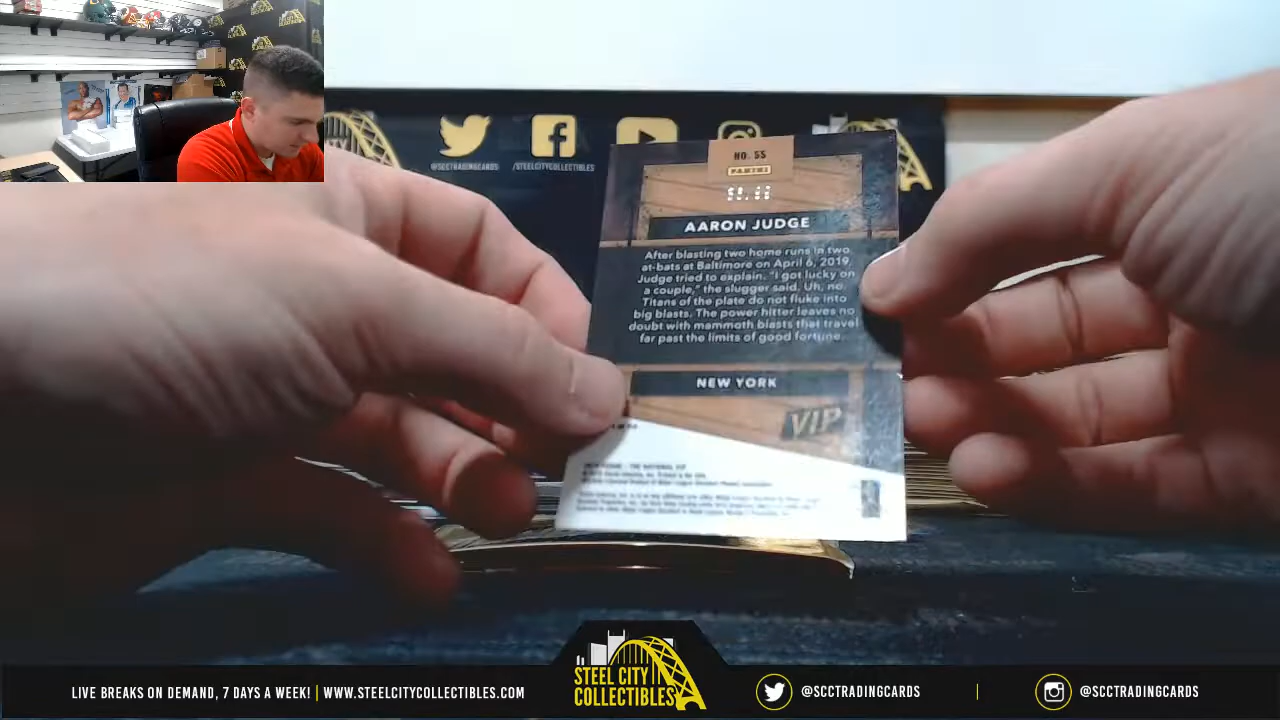 @SCCTRADINGCARDS
/STEELCITYCOLLECTIBLES
NO. 55
PANINI
AARON JUDGE
After blasting two home runs in two
at-bats at Baltimore on April 6, 2019,
Judge tried to explain. "I got lucky on
a couple," the slugger said. Uh, no.
Titans of the plate do not fluke into
big blasts. The power hitter leaves no
doubt with mammoth blasts that travel
far past the limits of good fortune.
NEW YORK
VIP
STEEL CITY
COLLECTIBLES
LIVE BREAKS ON DEMAND, 7 DAYS A WEEK! | WWW.STEELCITYCOLLECTIBLES.COM
@SCCTRADINGCARDS | @SCCTRADINGCARDS